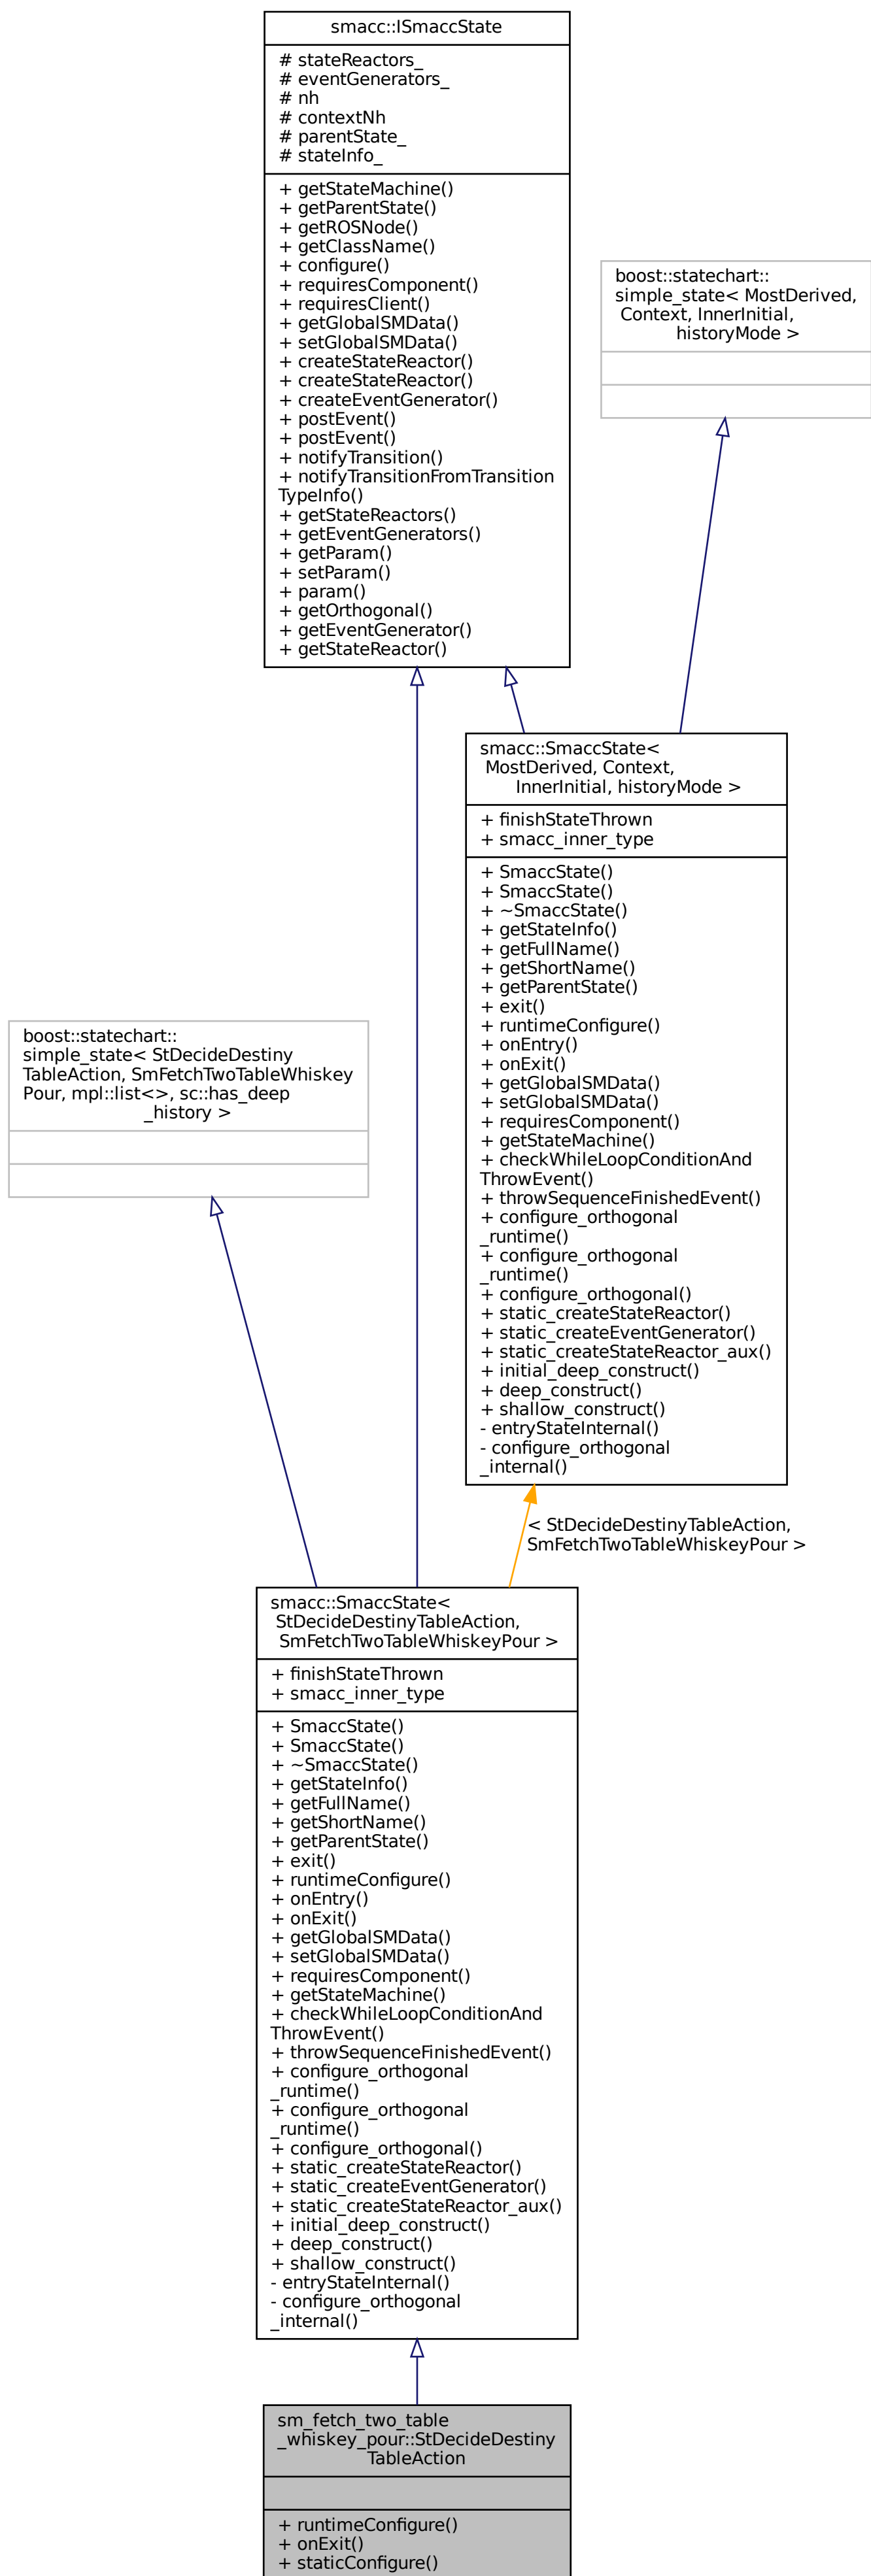 smacc::ISmaccState
# stateReactors_
# eventGenerators_
# nh
# contextNh
# parentState_
# stateInfo_
+ getStateMachine()
+ getParentState()
+ getROSNode()
+ getClassName()
+ configure()
+ requiresComponent()
+ requiresClient()
+ getGlobalSMData()
+ setGlobalSMData()
+ createStateReactor()
+ createStateReactor()
+ createEventGenerator()
+ postEvent()
+ postEvent()
+ notifyTransition()
+ notifyTransitionFromTransition
TypeInfo()
+ getStateReactors()
+ getEventGenerators()
+ getParam()
+ setParam()
+ param()
+ getOrthogonal()
+ getEventGenerator()
+ getStateReactor()
boost::statechart::
simple_state< MostDerived,
Context, InnerInitial,
historyMode >
smacc::SmaccState<
MostDerived, Context,
InnerInitial, historyMode >
+ finishStateThrown
+ smacc_inner_type
+ SmaccState()
+ SmaccState()
+ ~SmaccState()
+ getStateInfo()
+ getFullName()
+ getShortName()
+ getParentState()
+ exit()
+ runtimeConfigure()
+ onEntry()
+ onExit()
+ getGlobalSMData()
+ setGlobalSMData()
+ requiresComponent()
+ getStateMachine()
+ checkWhileLoopConditionAnd
ThrowEvent()
+ throwSequenceFinishedEvent()
+ configure_orthogonal
_runtime()
+ configure_orthogonal
_runtime()
+ configure_orthogonal()
+ static_createStateReactor()
+ static_createEventGenerator()
+ static_createStateReactor_aux()
+ initial_deep_construct()
+ deep_construct()
+ shallow_construct()
- entryStateInternal()
- configure_orthogonal
_internal()
boost::statechart::
simple_state< StDecideDestiny
TableAction, SmFetchTwoTableWhiskey
Pour, mpl::list<>, sc::has_deep
_history >
< StDecideDestinyTableAction,
SmFetchTwoTableWhiskeyPour >
smacc::SmaccState<
StDecideDestinyTableAction,
SmFetchTwoTableWhiskeyPour >
+ finishStateThrown
+ smacc_inner_type
+ SmaccState()
+ SmaccState()
+ ~SmaccState()
+ getStateInfo()
+ getFullName()
+ getShortName()
+ getParentState()
+ exit()
+ runtimeConfigure()
+ onEntry()
+ onExit()
+ getGlobalSMData()
+ setGlobalSMData()
+ requiresComponent()
+ getStateMachine()
+ checkWhileLoopConditionAnd
ThrowEvent()
+ throwSequenceFinishedEvent()
+ configure_orthogonal
_runtime()
+ configure_orthogonal
_runtime()
+ configure_orthogonal()
+ static_createStateReactor()
+ static_createEventGenerator()
+ static_createStateReactor_aux()
+ initial_deep_construct()
+ deep_construct()
+ shallow_construct()
- entryStateInternal()
- configure_orthogonal
_internal()
sm_fetch_two_table
_whiskey_pour::StDecideDestiny
TableAction
+ runtimeConfigure()
+ onExit()
+ staticConfigure()